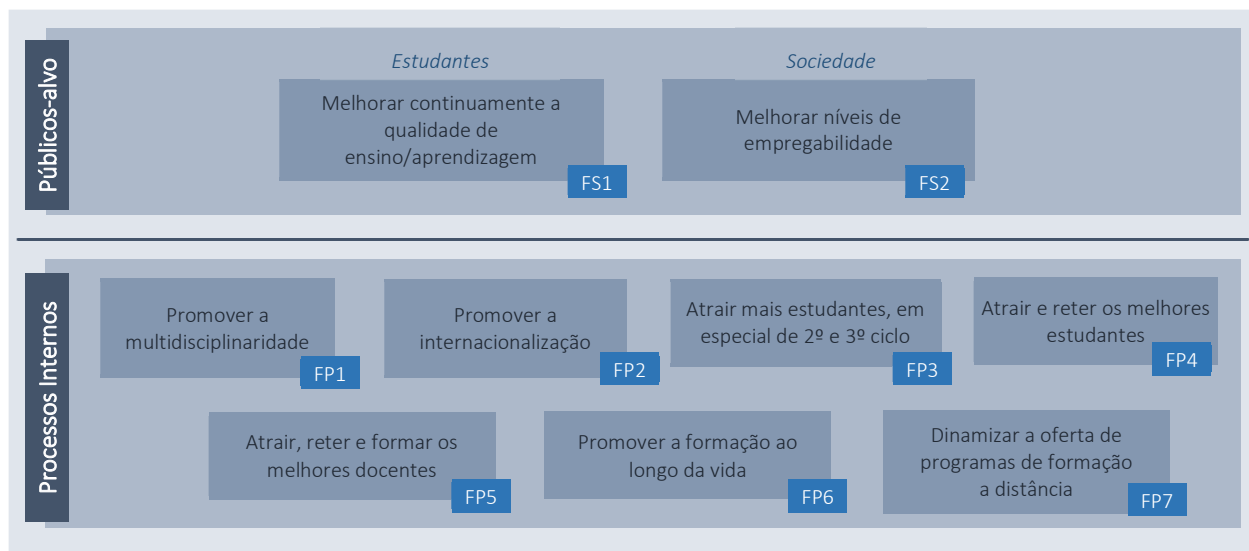 Públicos-alvo
Estudantes
Melhorar continuamente a
qualidade de
ensino/aprendizagem
FS1
Sociedade
Melhorar níveis de
empregabilidade
FS2
Processos Internos
Promover a
multidisciplinaridade
FP1
Promover a
internacionalização
FP2
Atrair mais estudantes, em
especial de 2º e 3º ciclo
FP3
Atrair e reter os melhores
estudantes
FP4
Atrair, reter e formar os
melhores docentes
FP5
Promover a formação ao
longo da vida
FP6
Dinamizar a oferta de
programas de formação
a distância
FP7